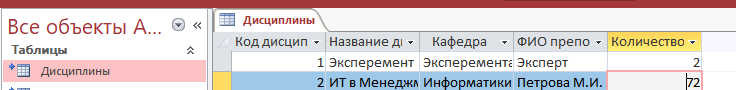 Все объекты A...
Таблицы
Дисциплины
Дисциплины
Код дисцип Название ди Кафедра ФИО препо Количество
1 Эксперемент Эксперемента Эксперт 2
2 ИТ в Менеджм Информатики Петрова М.И. 72